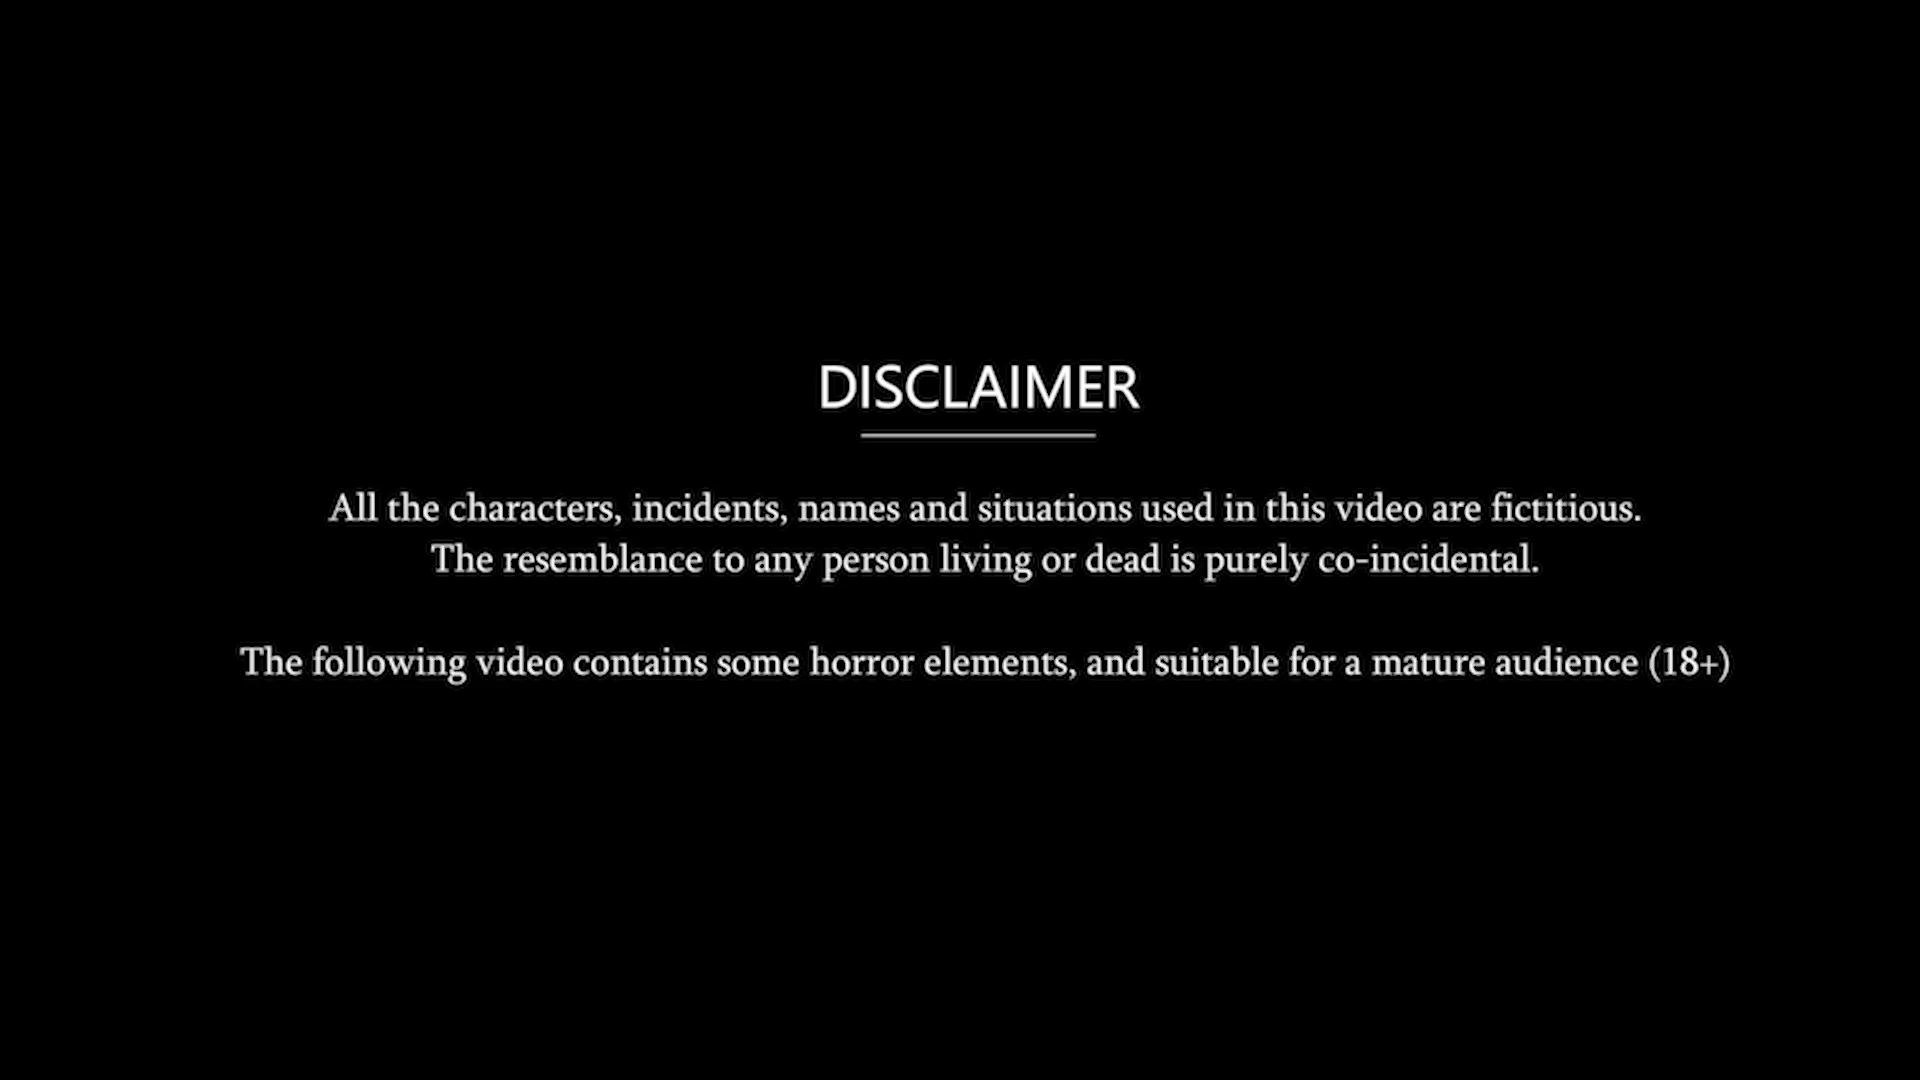 DISCLAIMER
All the characters, incidents, names and situations used in this video are fictitious.
The resemblance to any person living or dead is purely co-incidental.
The following video contains some horror elements, and suitable for a mature audience (18+)